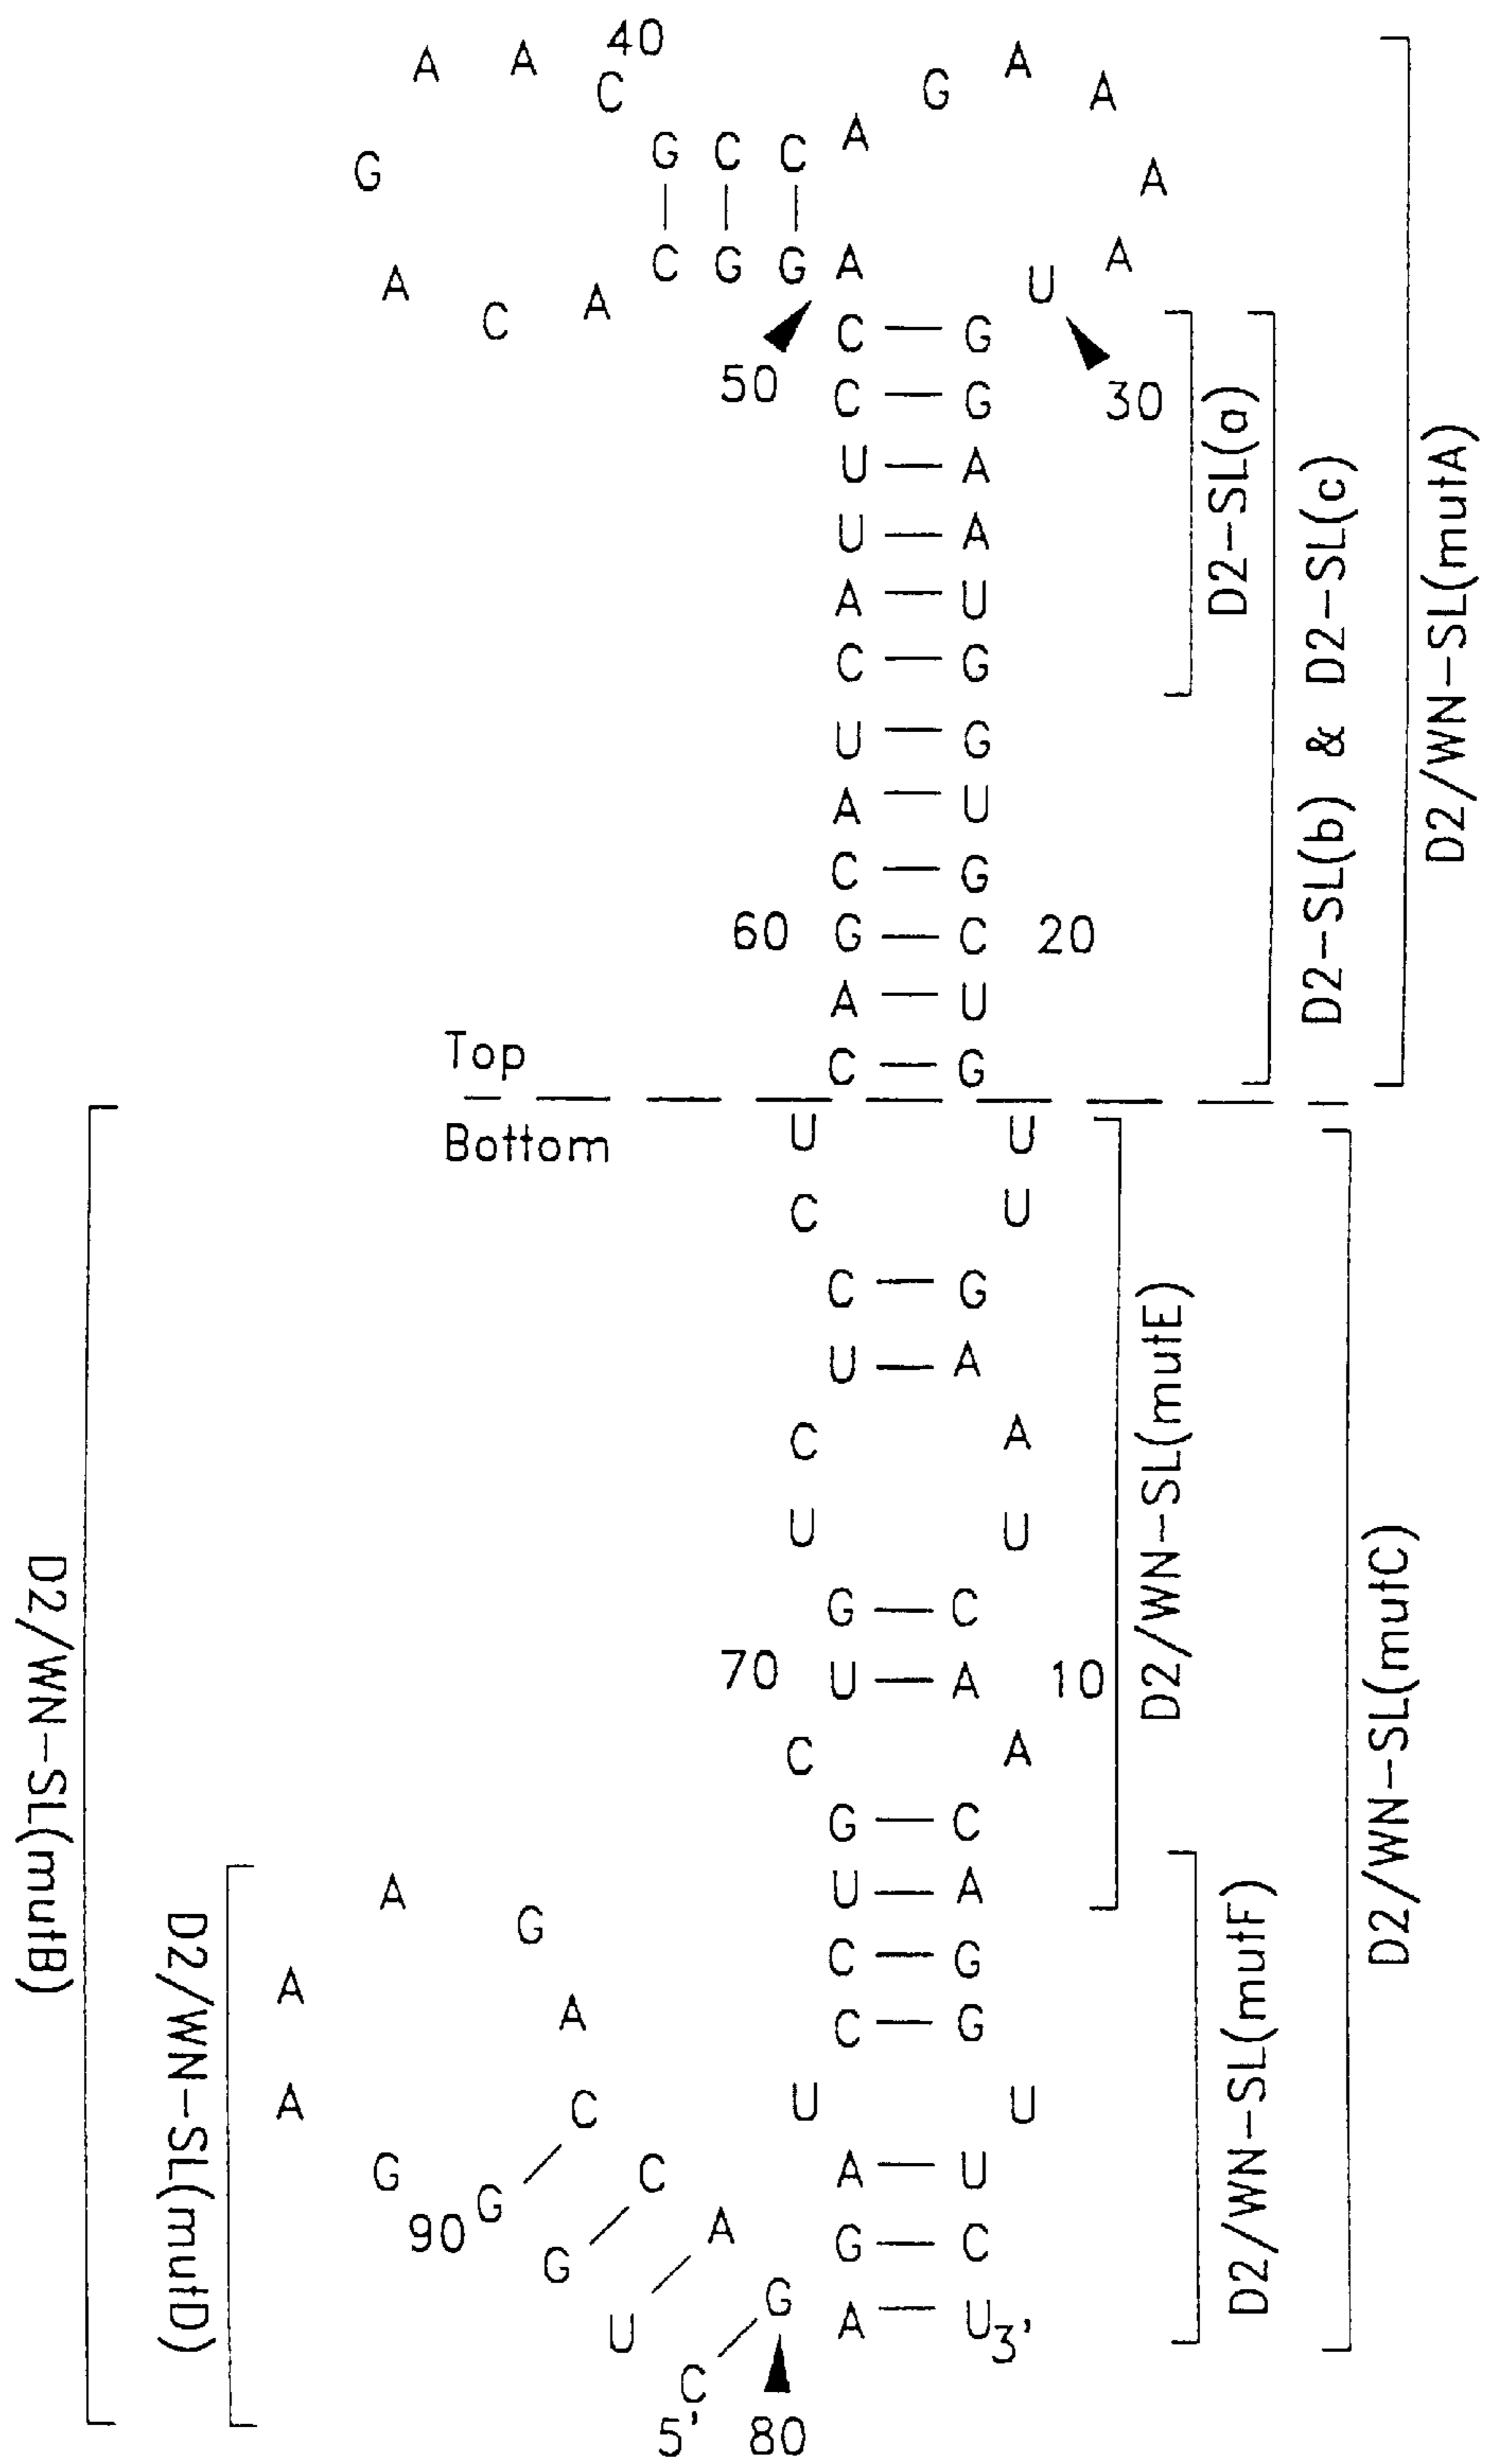 40
A A C G A A
G G C C A A
G A C A C G G A U A
50 C — G 30
C — G
U — A
U — A
A — U
C — G
U — G
A — U
C — G
60 G — C 20
A — U
Top C — G
Bottom U U
C U
C — G
U — A
C A
U U
G — C
70 U — A 10
C A
G — C
A G U — A
A A C — G
C — G
A C U U
G G C A — U
90 G A G — C
U G A — U 3'
C
5' 80
D2-SL(a)
D2-SL(b) & D2-SL(c)
D2/WN-SL(mutA)
D2/WN-SL(mutE)
D2/WN-SL(mutC)
D2/WN-SL(mutF)
D2/WN-SL(mutB)
D2/WN-SL(mutD)